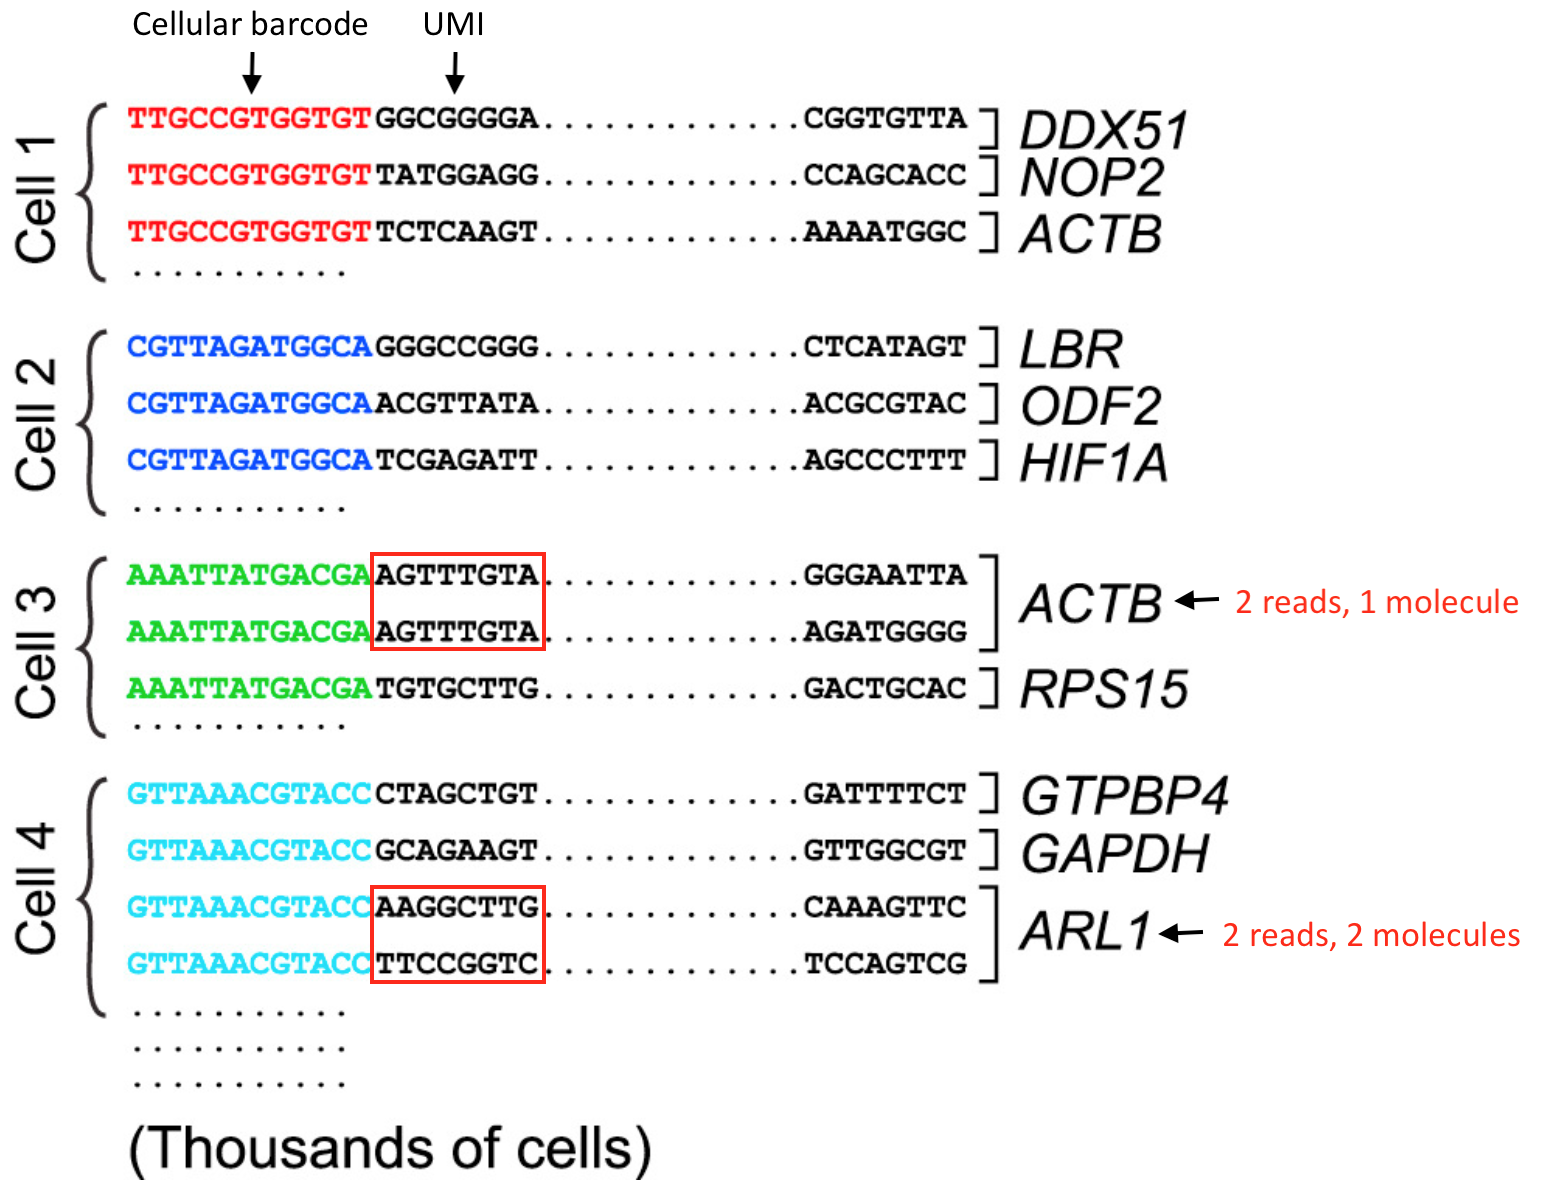 Cellular barcode UMI
Cell 1
TTGCCGTGGTGTGGCGGGGA.............CGGTGTTA DDX51
TTGCCGTGGTGTTATGGAGG.............CCAGCACC NOP2
TTGCCGTGGTGTTCTCAAGT.............AAAATGGC ACTB
...........
Cell 2
CGTTAGATGGCAGGGCCGGG.............CTCATAGT LBR
CGTTAGATGGCAACGTTATA.............ACGCGTAC ODF2
CGTTAGATGGCATCGAGATT.............AGCCCTTT HIF1A
...........
Cell 3
AAATTATGACGAAGTTTGTA.............GGGAATTA
ACTB 2 reads, 1 molecule
AAATTATGACGAAGTTTGTA.............AGATGGGG
AAATTATGACGATGTGCTTG.............GACTGCAC RPS15
...........
Cell 4
GTTAAACGTACCCTAGCTGT.............GATTTTCT GTPBP4
GTTAAACGTACCGCAGAAGT.............GTTGGCGT GAPDH
GTTAAACGTACCAAGGCTTG.............CAAAGTTC
ARL1 2 reads, 2 molecules
GTTAAACGTACCTTCCGGTC.............TCCAGTCG
...........
...........
...........
(Thousands of cells)